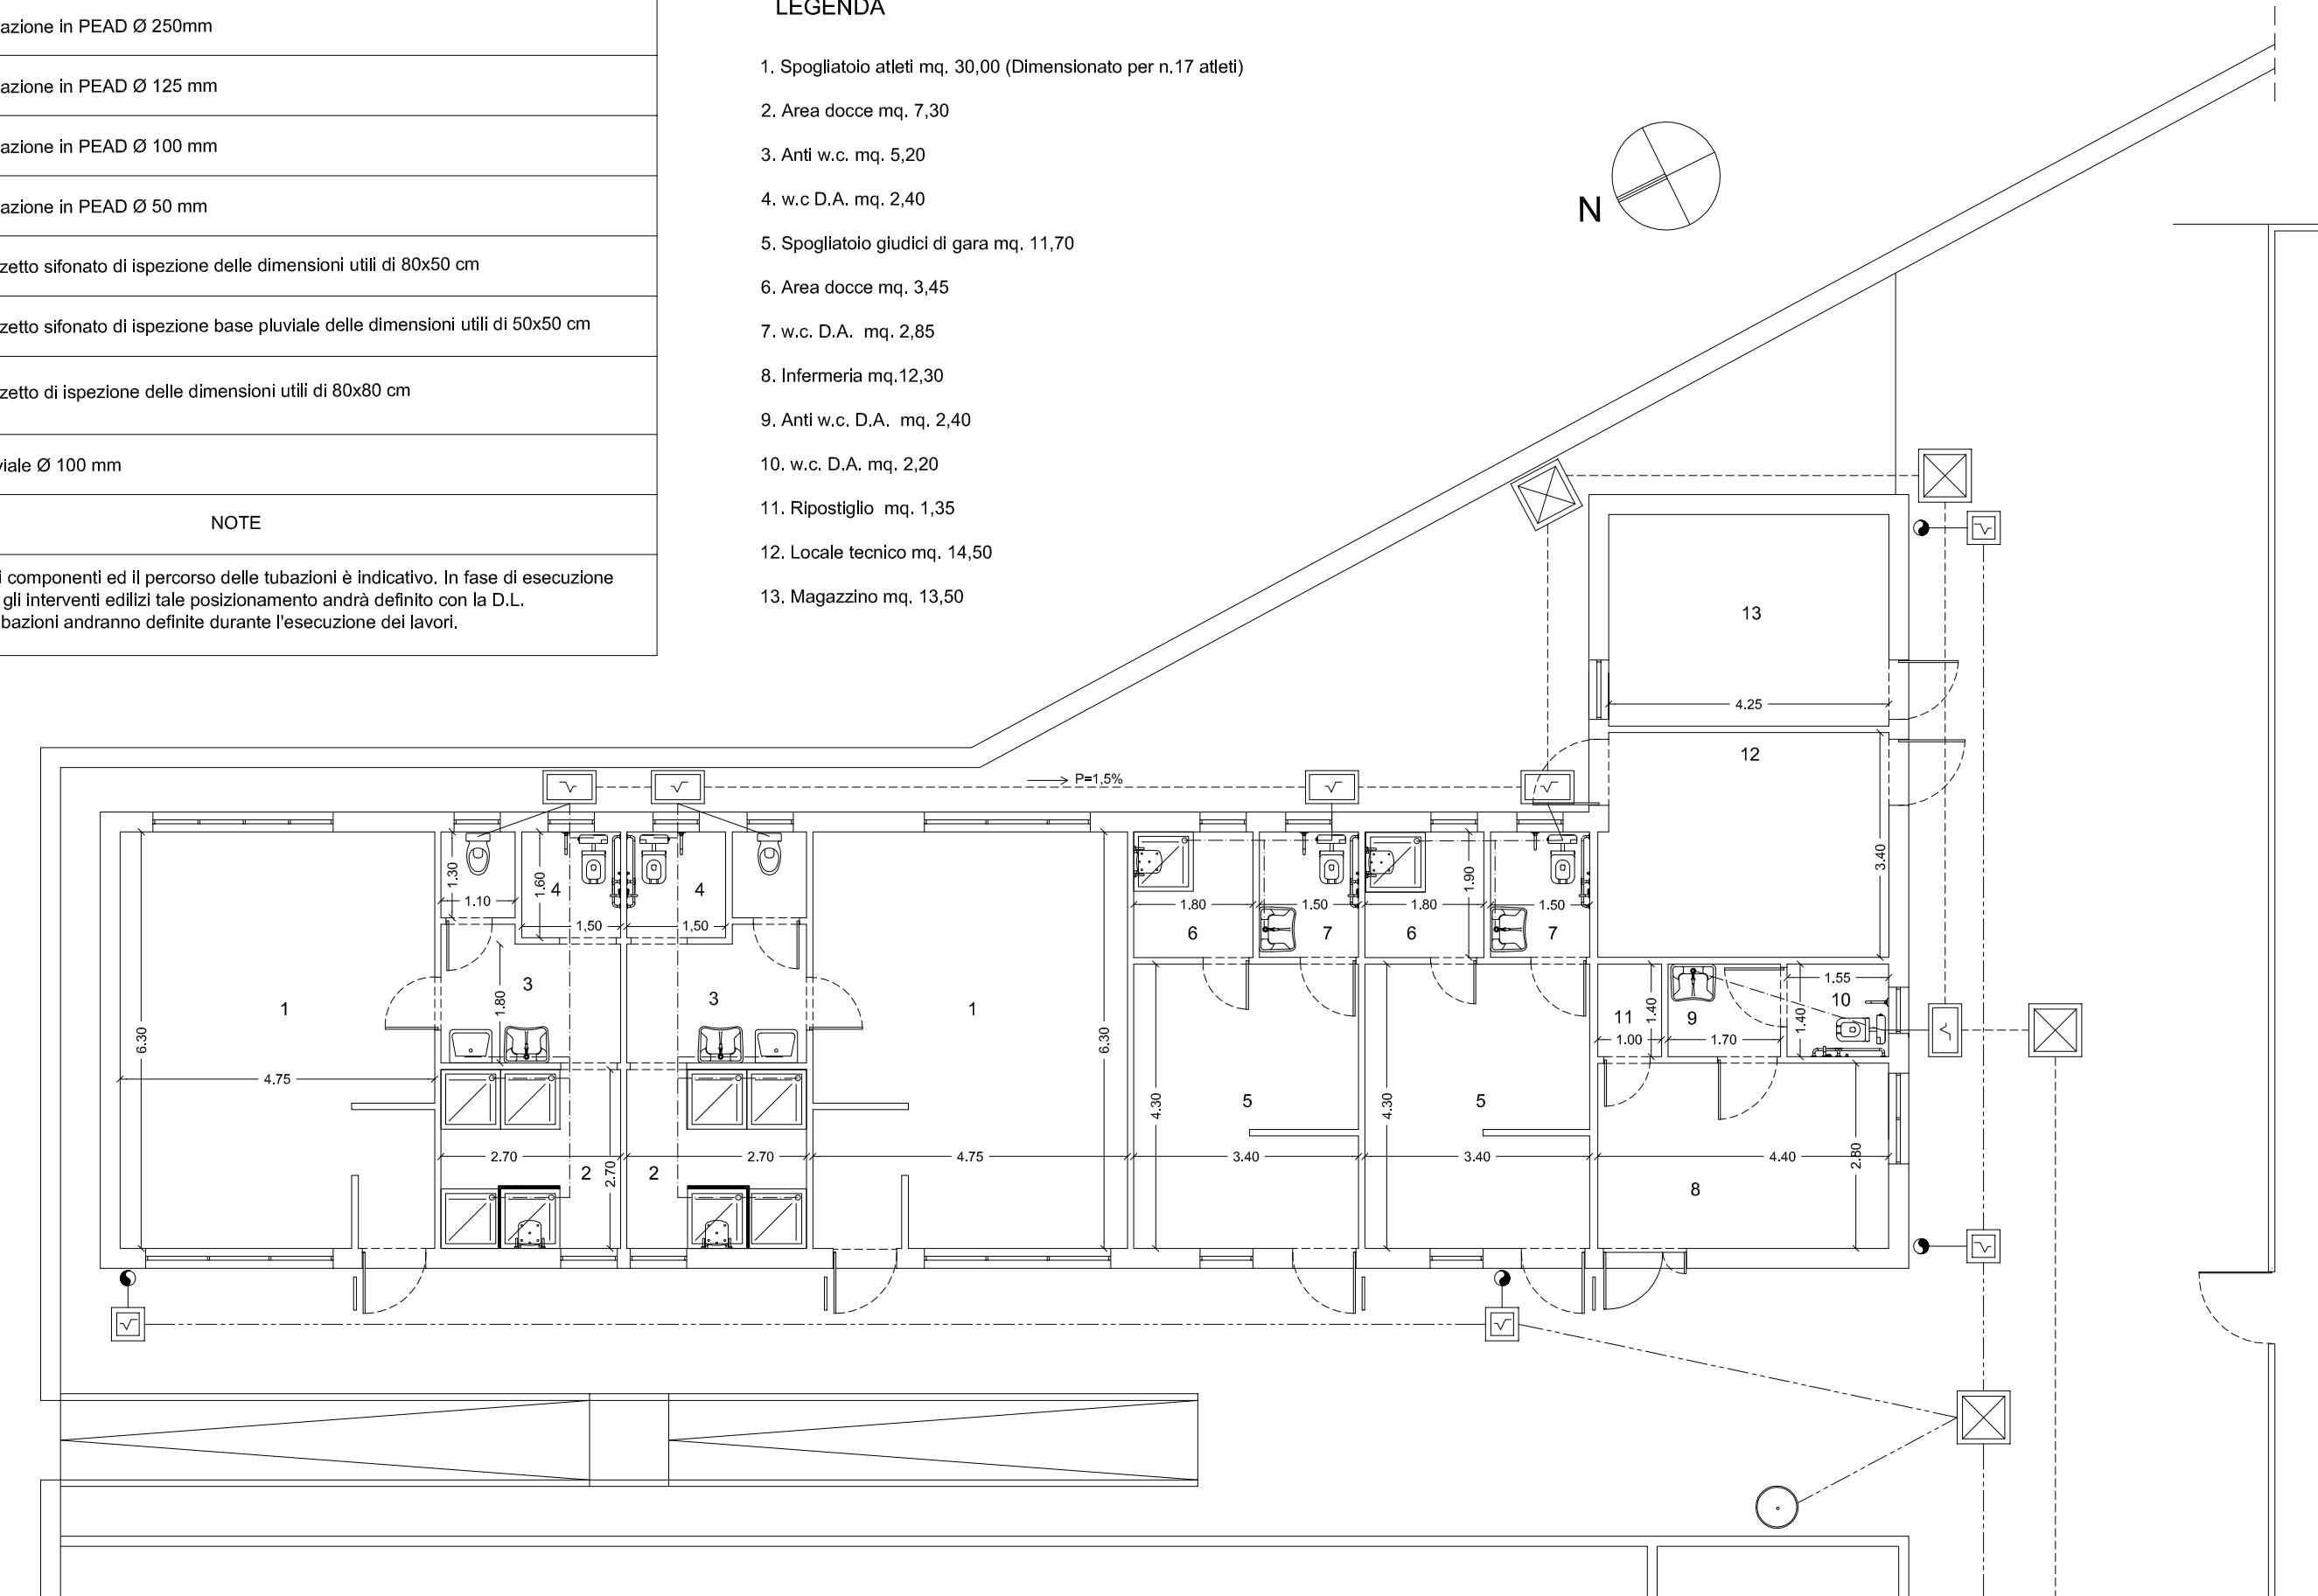 azione in PEAD Ø 250mm
azione in PEAD Ø 125 mm
azione in PEAD Ø 100 mm
azione in PEAD Ø 50 mm
zetto sifonato di ispezione delle dimensioni utili di 80x50 cm
zetto sifonato di ispezione base pluviale delle dimensioni utili di 50x50 cm
zetto di ispezione delle dimensioni utili di 80x80 cm
viale Ø 100 mm
NOTE
i componenti ed il percorso delle tubazioni è indicativo. In fase di esecuzione
gli interventi edilizi tale posizionamento andrà definito con la D.L.
bazioni andranno definite durante l'esecuzione dei lavori.
LEGENDA
1. Spogliatoio atleti mq. 30,00 (Dimensionato per n.17 atleti)
2. Area docce mq. 7,30
3. Anti w.c. mq. 5,20
4. w.c D.A. mq. 2,40
5. Spogliatoio giudici di gara mq. 11,70
6. Area docce mq. 3,45
7. w.c. D.A. mq. 2,85
8. Infermeria mq.12,30
9. Anti w.c. D.A. mq. 2,40
10. w.c. D.A. mq. 2,20
11. Ripostiglio mq. 1,35
12. Locale tecnico mq. 14,50
13. Magazzino mq. 13,50
N
13
4.25
12
3.40
P=1,5%
1.30
1.10
1.60
4
1,50
4
1,50
1.80
6
1.50
7
1.90
1.80
6
1.50
7
1
6.30
4.75
3
1.80
3
1
6.30
4.75
2.70
2
2.70
2
2.70
4.30
5
3.40
4.30
5
3.40
11
1.40
1.00
9
1.70
1.55
10
1.40
4.40
2.80
8